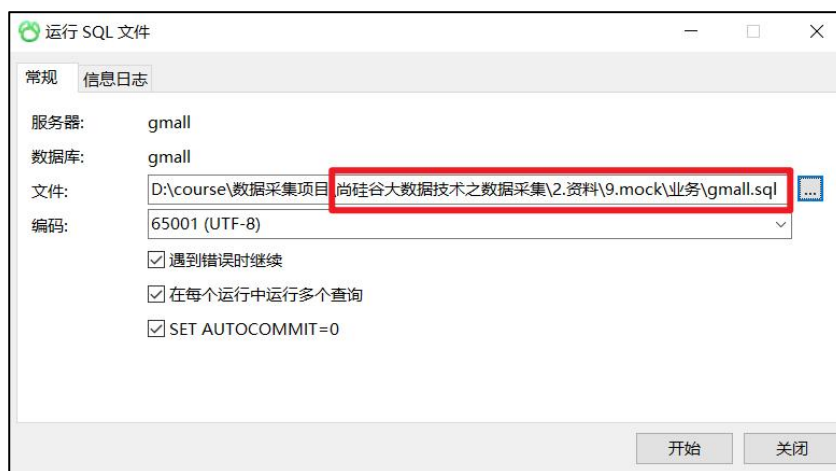 运行 SQL 文件
常规 信息日志
服务器: gmall
数据库: gmall
文件: D:\course\数据采集项目\尚硅谷大数据技术之数据采集\2.资料\9.mock\业务\gmall.sql ...
编码: 65001 (UTF-8)
遇到错误时继续
在每个运行中运行多个查询
SET AUTOCOMMIT=0
开始 关闭